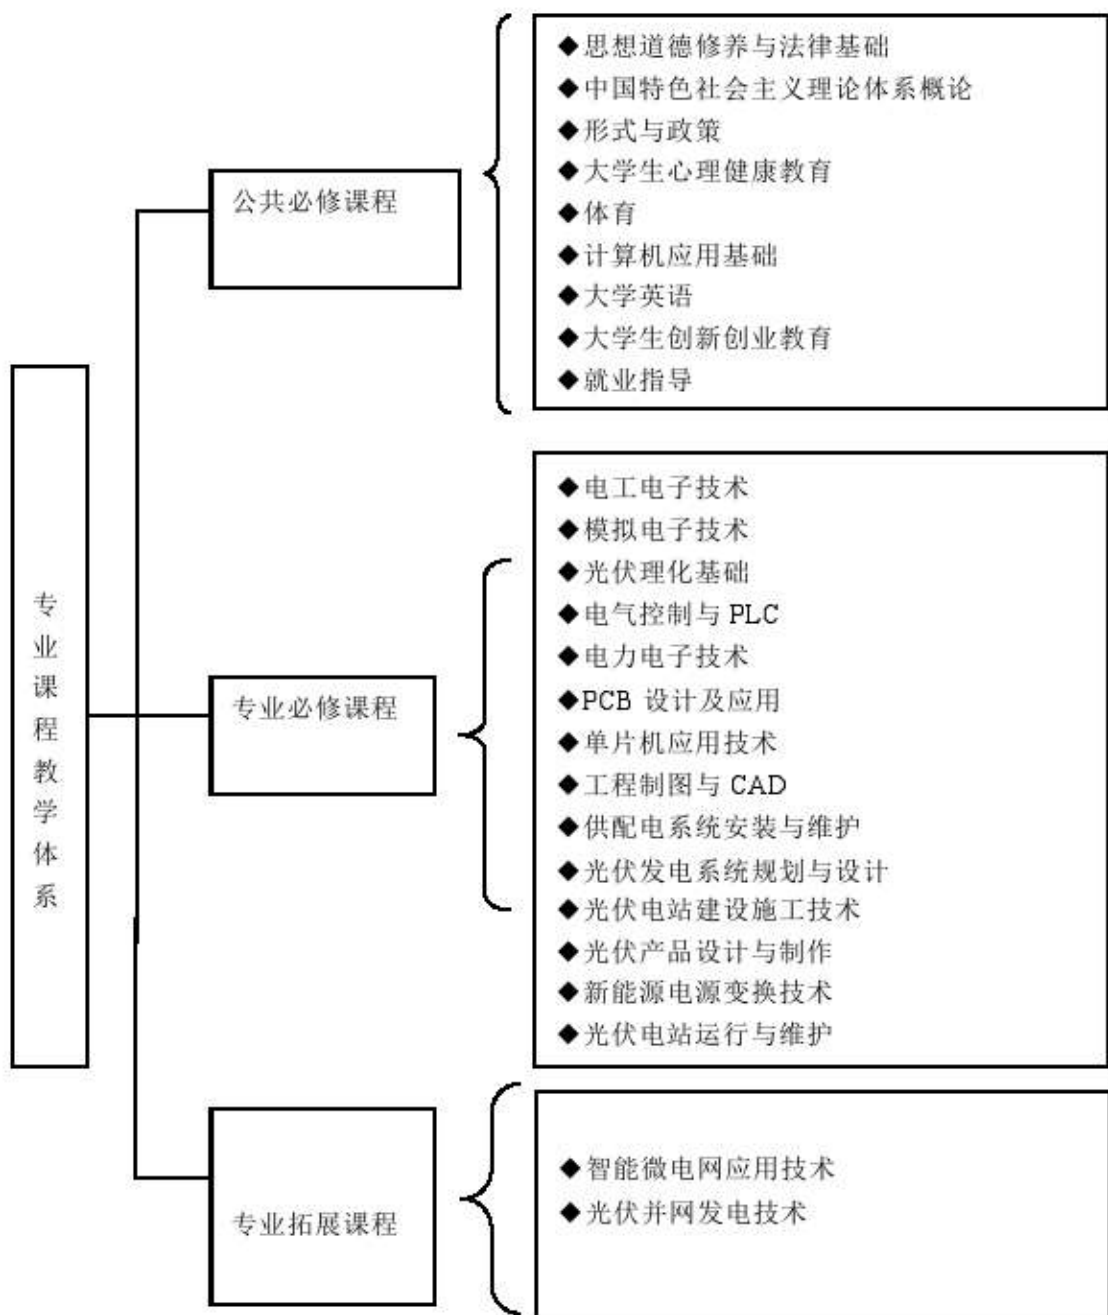 专业课程教学体系
公共必修课程
◆思想道德修养与法律基础
◆中国特色社会主义理论体系概论
◆形式与政策
◆大学生心理健康教育
◆体育
◆计算机应用基础
◆大学英语
◆大学生创新创业教育
◆就业指导
专业必修课程
◆电工电子技术
◆模拟电子技术
◆光伏理化基础
◆电气控制与 PLC
◆电力电子技术
◆PCB 设计及应用
◆单片机应用技术
◆工程制图与 CAD
◆供配电系统安装与维护
◆光伏发电系统规划与设计
◆光伏电站建设施工技术
◆光伏产品设计与制作
◆新能源电源变换技术
◆光伏电站运行与维护
专业拓展课程
◆智能微电网应用技术
◆光伏并网发电技术